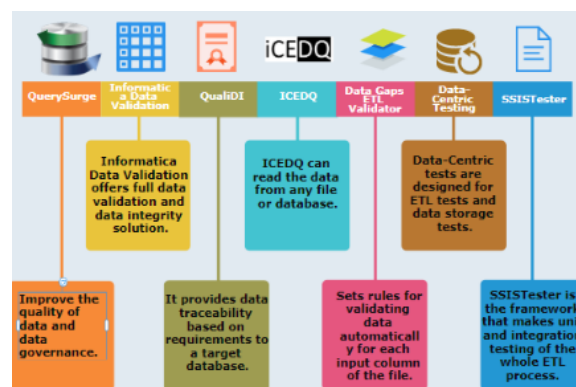 iCEDQ
QuerySurge
Informatic
a Data
Validation
QualiDI
ICEDQ
Data Gaps
ETL
Validator
Data-
Centric
Testing
SSISTester
Informatica
Data Validation
offers full data
validation and
data integrity
solution.
ICEDQ can
read the data
from any file
or database.
Data-Centric
tests are
designed for
ETL tests and
data storage
tests.
Improve the
quality of
data and
data
governance.
It provides data
traceability
based on
requirements to
a target
database.
Sets rules for
validating
data
automaticall
y for each
input column
of the file.
SSISTester is
the framework
that makes uni
and integration
testing of the
whole ETL
process.